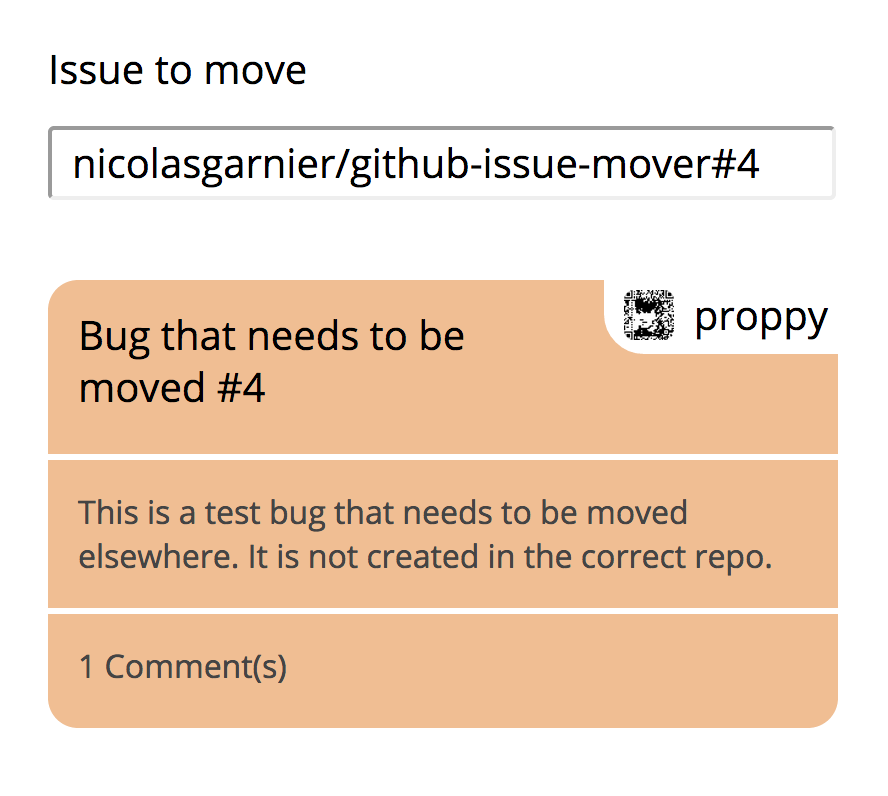 Issue to move
nicolasgarnier/github-issue-mover#4
proppy
Bug that needs to be
moved #4
This is a test bug that needs to be moved
elsewhere. It is not created in the correct repo.
1 Comment(s)